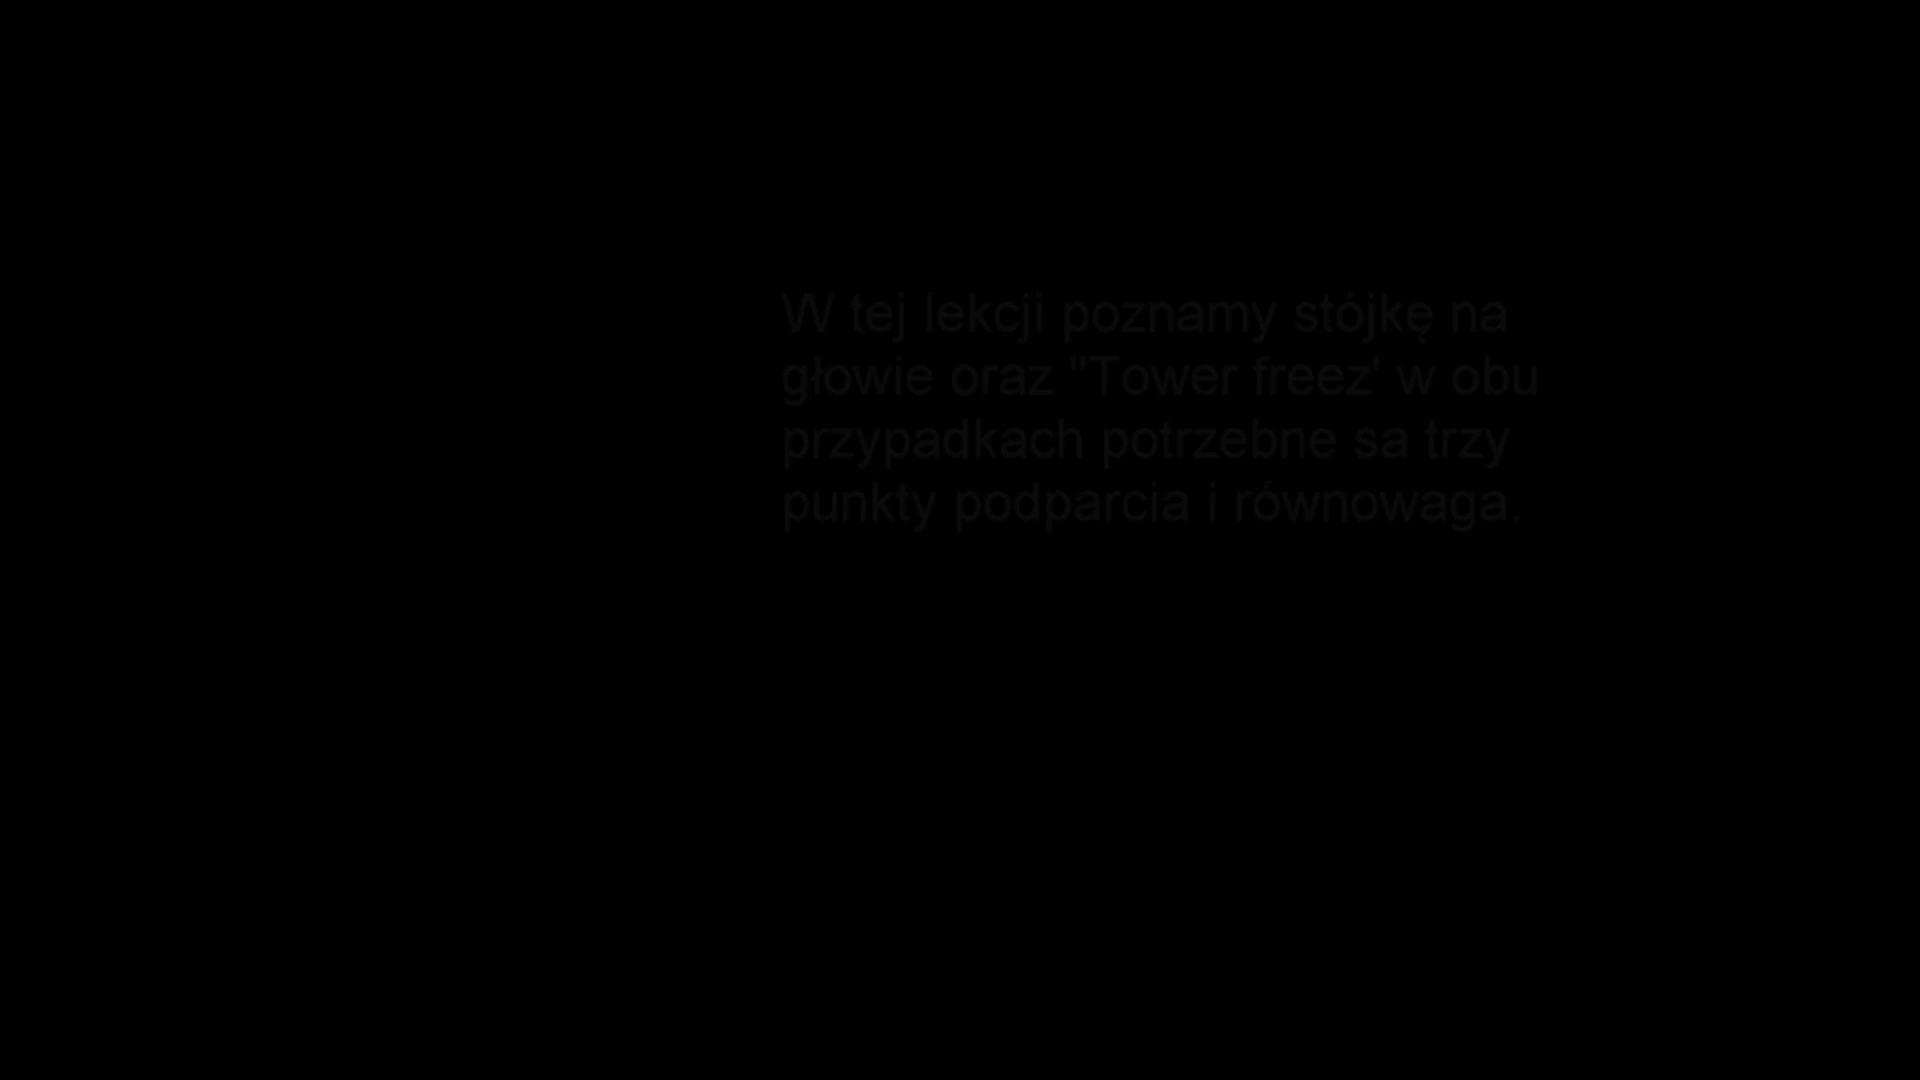 W tej lekcji poznamy stójkę na
głowie oraz "Tower freez' w obu
przypadkach potrzebne sa trzy
punkty podparcia i równowaga.